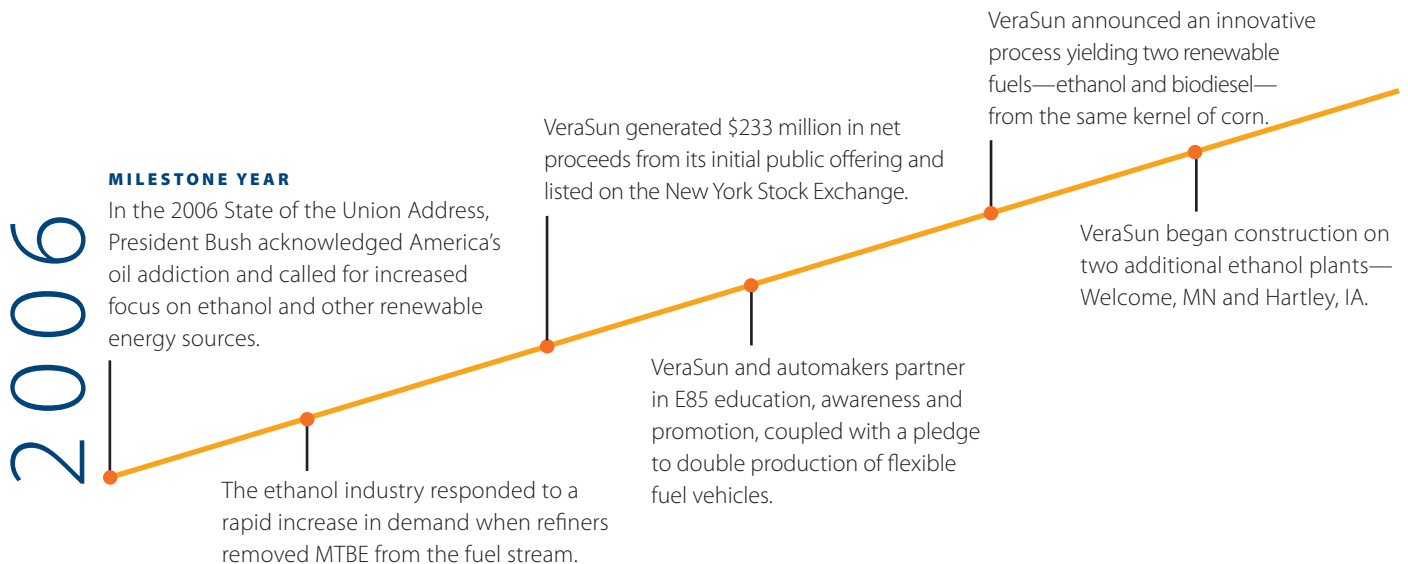 2006
MILESTONE YEAR
In the 2006 State of the Union Address,
President Bush acknowledged America’s
oil addiction and called for increased
focus on ethanol and other renewable
energy sources.
The ethanol industry responded to a
rapid increase in demand when refiners
removed MTBE from the fuel stream.
VeraSun generated $233 million in net
proceeds from its initial public offering and
listed on the New York Stock Exchange.
VeraSun and automakers partner
in E85 education, awareness and
promotion, coupled with a pledge
to double production of flexible
fuel vehicles.
VeraSun announced an innovative
process yielding two renewable
fuels—ethanol and biodiesel—
from the same kernel of corn.
VeraSun began construction on
two additional ethanol plants—
Welcome, MN and Hartley, IA.